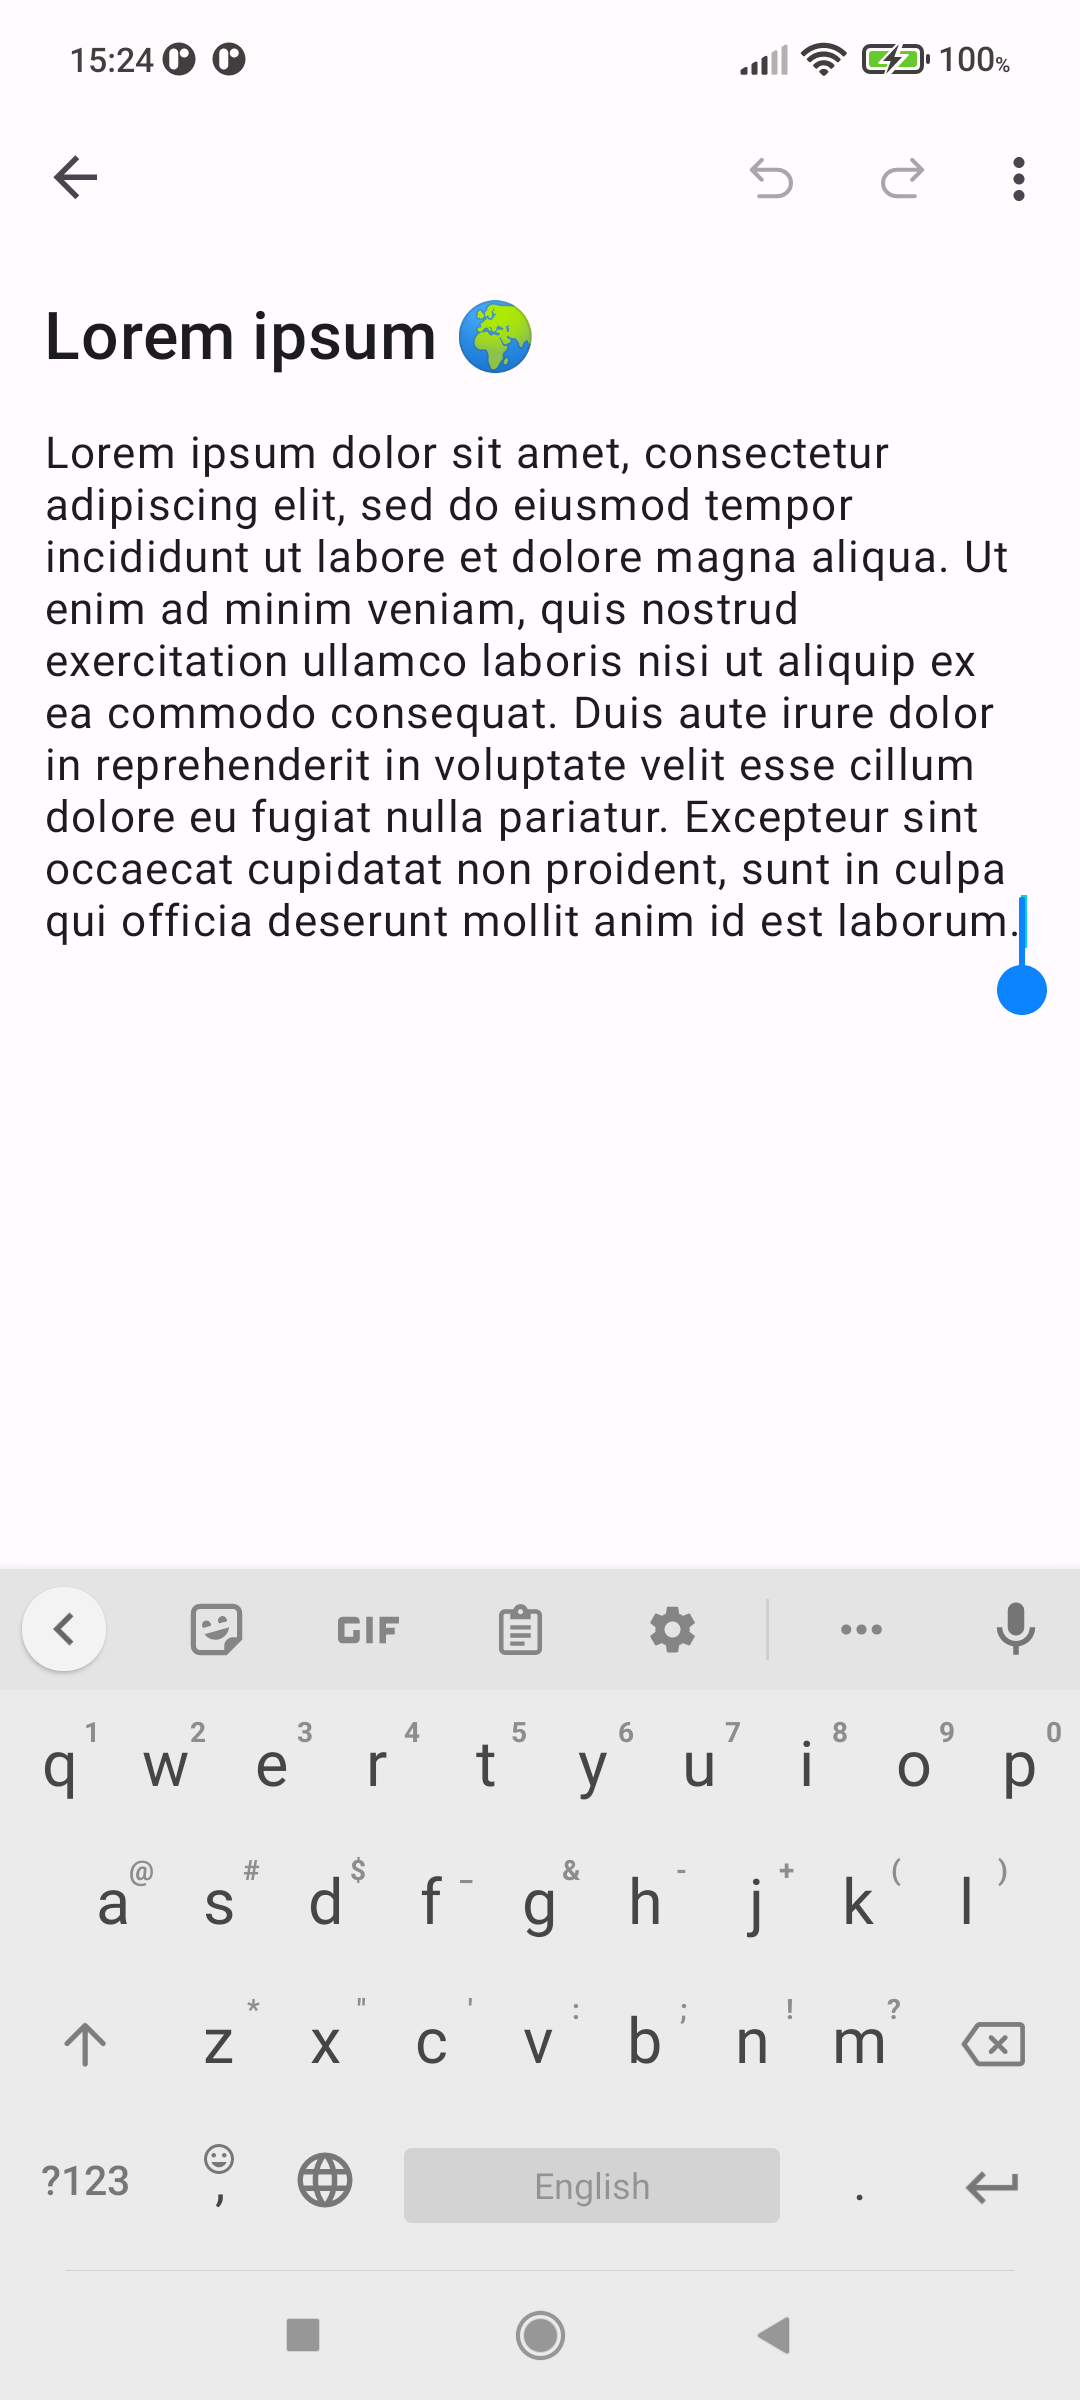 15:24 100%
Lorem ipsum 🌍
Lorem ipsum dolor sit amet, consectetur
adipiscing elit, sed do eiusmod tempor
incididunt ut labore et dolore magna aliqua. Ut
enim ad minim veniam, quis nostrud
exercitation ullamco laboris nisi ut aliquip ex
ea commodo consequat. Duis aute irure dolor
in reprehenderit in voluptate velit esse cillum
dolore eu fugiat nulla pariatur. Excepteur sint
occaecat cupidatat non proident, sunt in culpa
qui officia deserunt mollit anim id est laborum.
GIF
1 2 3 4 5 6 7 8 9 0
q w e r t y u i o p
@ # $ _ & - + ( )
a s d f g h j k l
* " ' : ; ! ?
z x c v b n m
?123 , English .